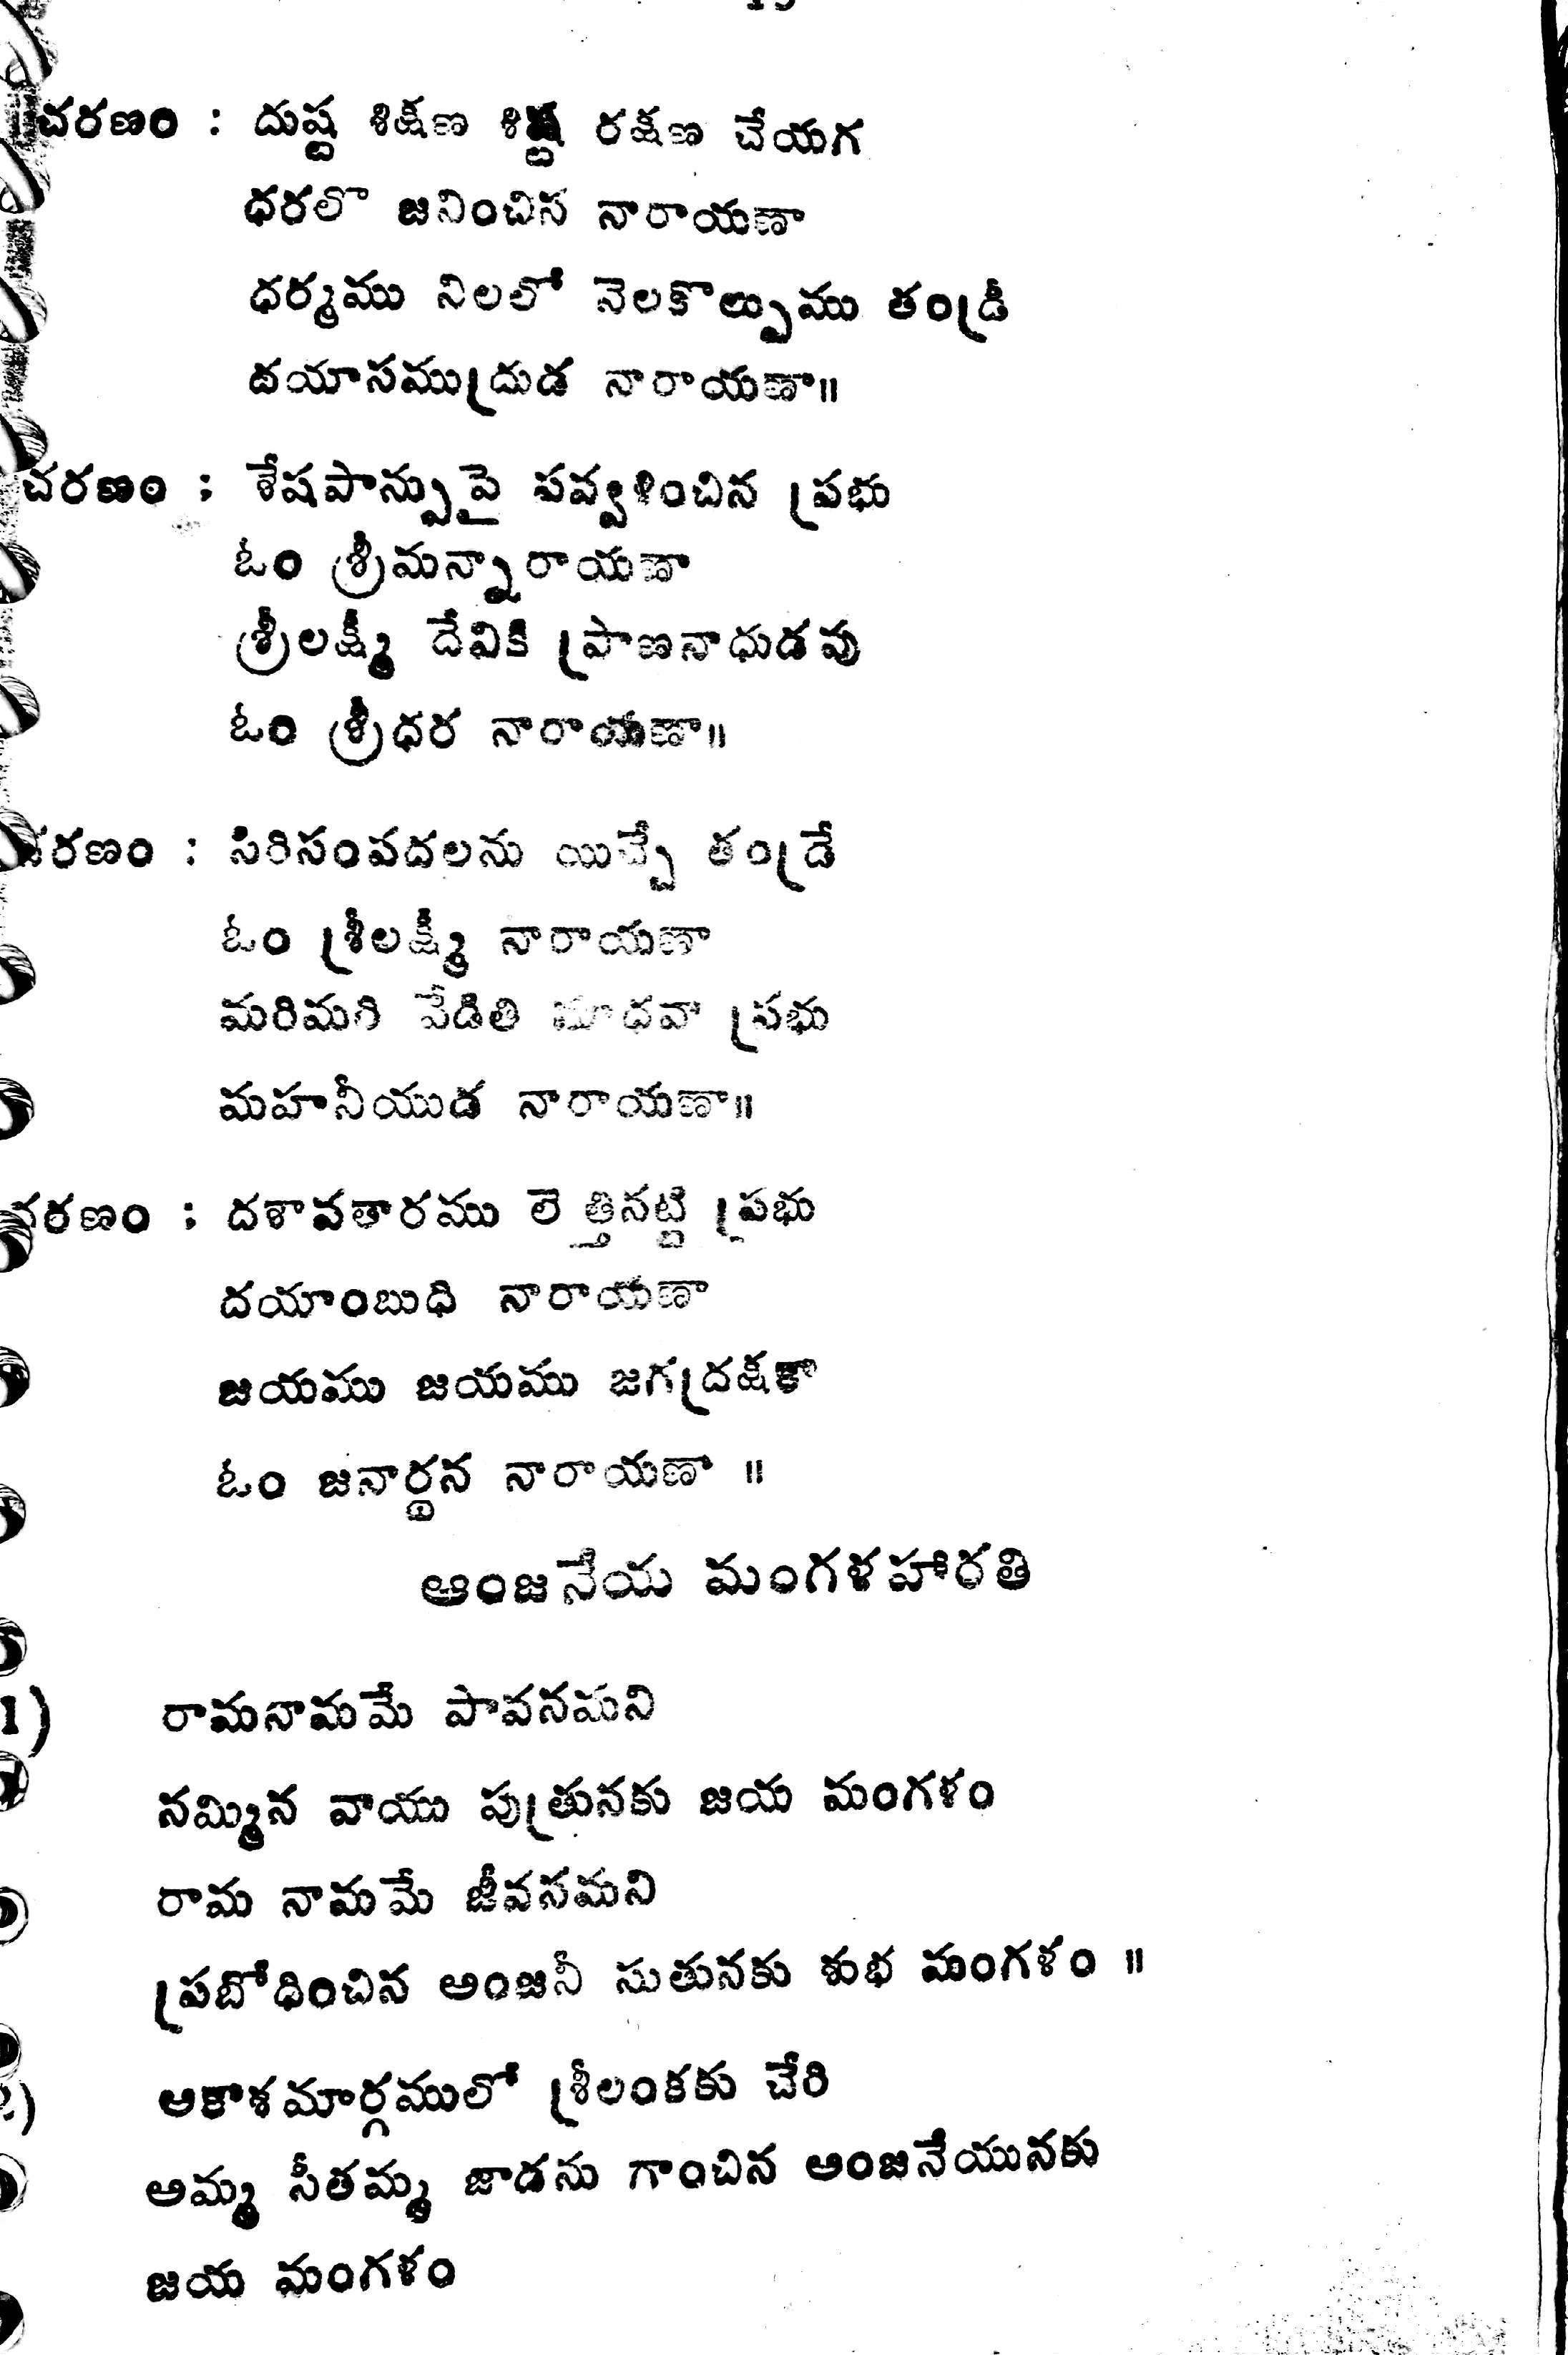 చరణం : దుష్ట శిక్షణ శిష్ట రక్షణ చేయగ
ధరలొ జనించిన నారాయణా
ధర్మము నిలలో నెలకొల్పుము తండ్రీ
దయాసముద్రుడ నారాయణా॥
చరణం : శేషపాన్పుపై పవ్వళించిన ప్రభు
ఓం శ్రీమన్నారాయణా
శ్రీలక్ష్మీ దేవికి ప్రాణనాధుడవు
ఓం శ్రీధర నారాయణా॥
చరణం : సిరిసంపదలను యిచ్చే తండ్రే
ఓం శ్రీలక్ష్మీ నారాయణా
మరిమరి వేడితి మాధవా ప్రభు
మహనీయుడ నారాయణా॥
చరణం : దశావతారము లెత్తినట్టి ప్రభు
దయాంబుధి నారాయణా
జయము జయము జగద్రక్షకా
ఓం జనార్థన నారాయణా ॥
ఆంజనేయ మంగళహారతి
1) రామనామమే పావనమని
నమ్మిన వాయు పుత్రునకు జయ మంగళం
రామ నామమే జీవనమని
ప్రబోధించిన అంజనీ సుతునకు శుభ మంగళం ॥
2) ఆకాశమార్గములో శ్రీలంకకు చేరి
అమ్మ సీతమ్మ జాడను గాంచిన ఆంజనేయునకు
జయ మంగళం